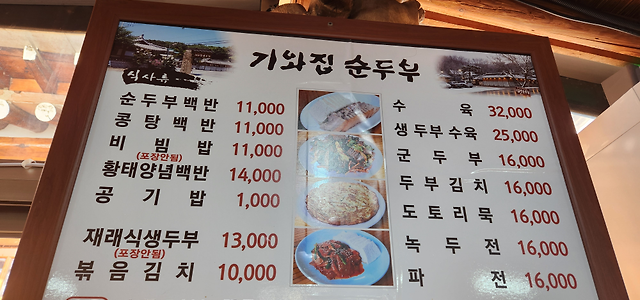 기와집 순두부
식사류
순두부백반 11,000
콩탕백반 11,000
비빔밥 11,000
(포장안됨)
황태양념백반 14,000
공기밥 1,000
재래식생두부 13,000
(포장안됨)
볶음김치 10,000
수육 32,000
생두부수육 25,000
군두부 16,000
두부김치 16,000
도토리묵 16,000
녹두전 16,000
파전 16,000